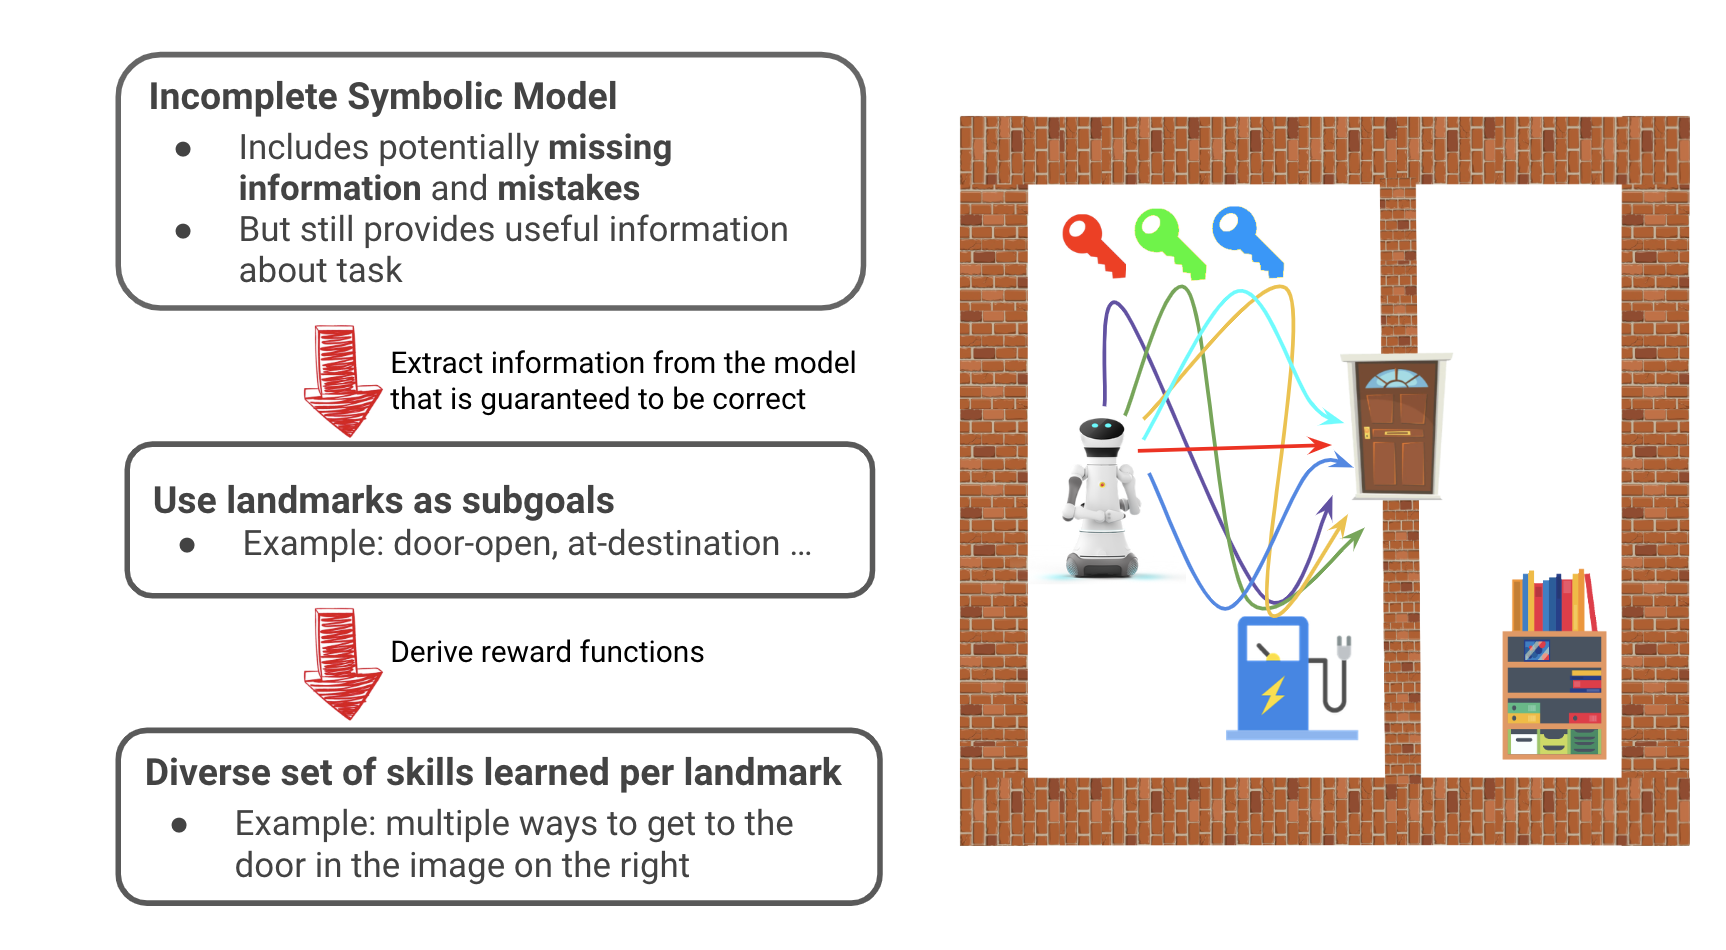 Incomplete Symbolic Model
● Includes potentially missing
information and mistakes
● But still provides useful information
about task
Extract information from the model
that is guaranteed to be correct
Use landmarks as subgoals
● Example: door-open, at-destination ...
Derive reward functions
Diverse set of skills learned per landmark
● Example: multiple ways to get to the
door in the image on the right